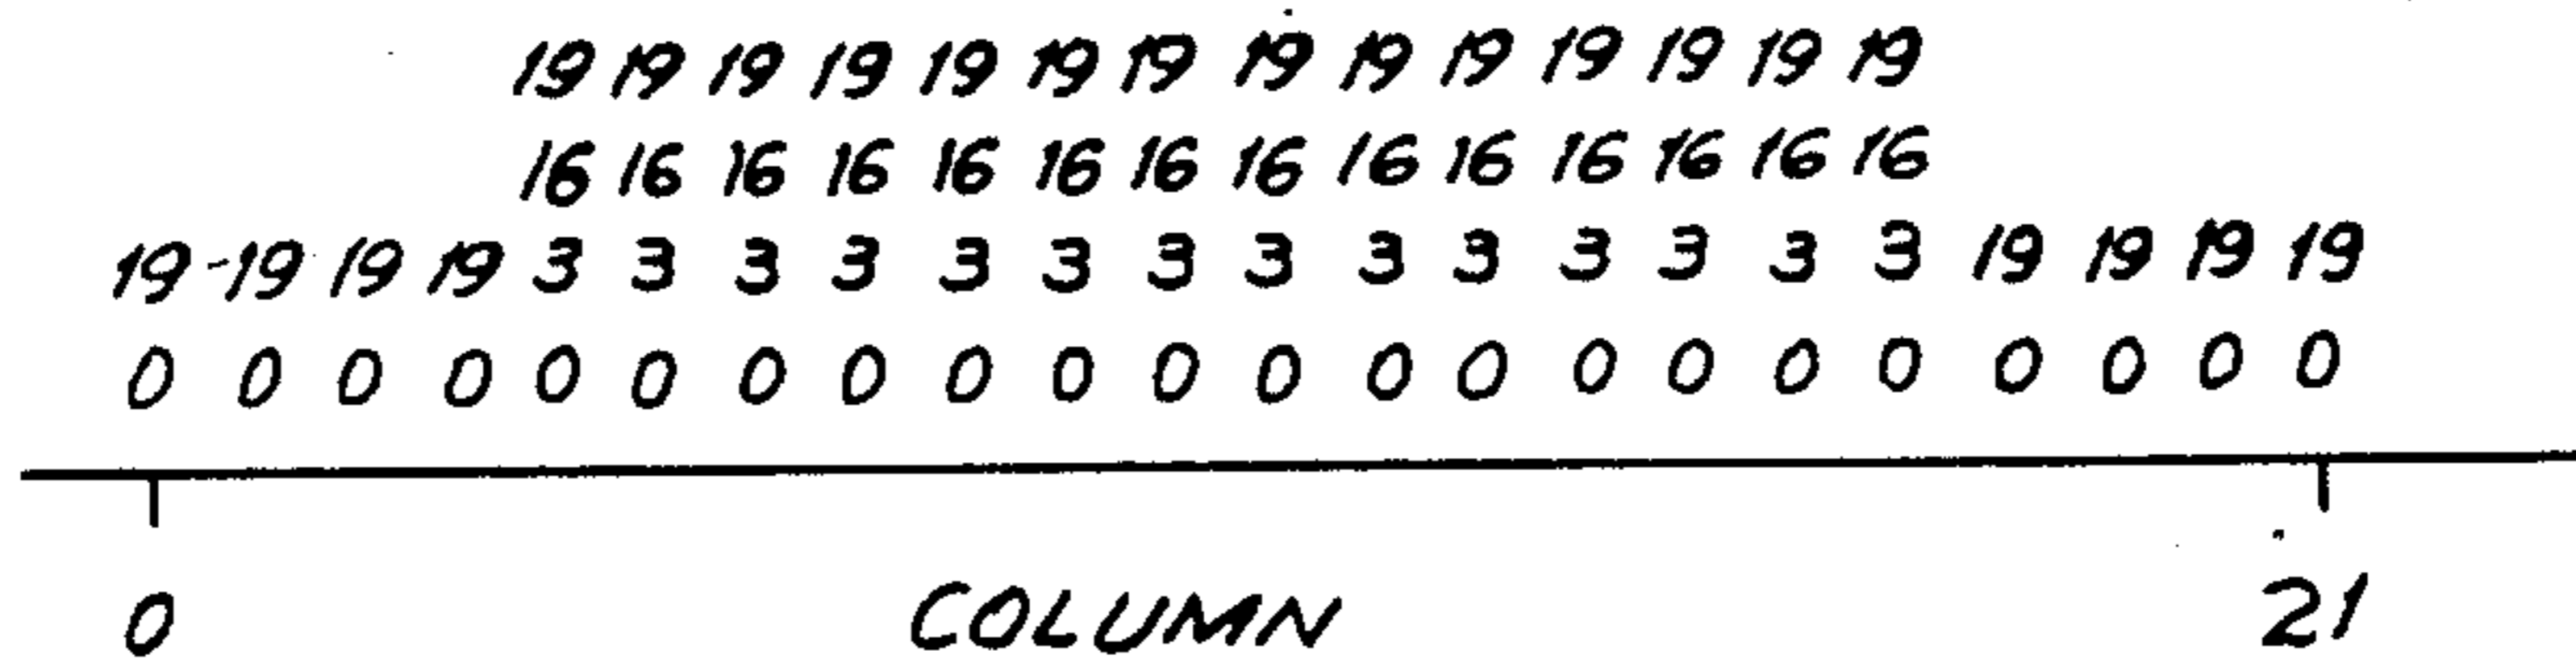 19 19 19 19 19 19 19 19 19 19 19 19 19 19
16 16 16 16 16 16 16 16 16 16 16 16 16 16
19 19 19 19 3 3 3 3 3 3 3 3 3 3 3 3 3 3 19 19 19 19
0 0 0 0 0 0 0 0 0 0 0 0 0 0 0 0 0 0 0 0 0 0
0 COLUMN 21